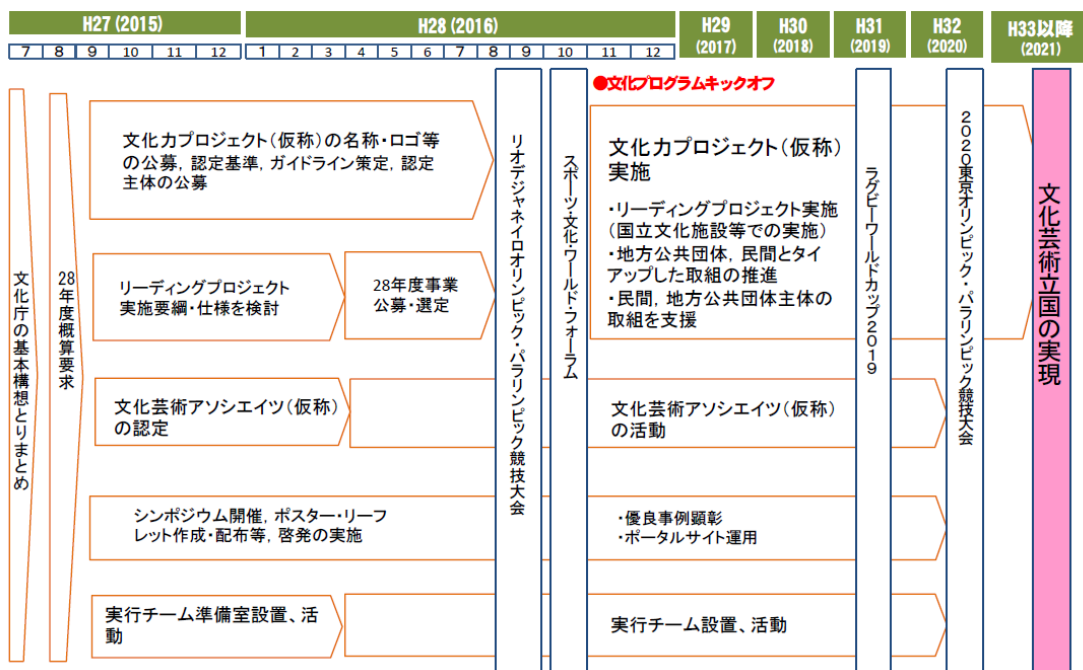 H27(2015)
H28(2016)
H29
(2017)
H30
(2018)
H31
(2019)
H32
(2020)
H33以降
(2021)
7 8 9 10 11 12 1 2 3 4 5 6 7 8 9 10 11 12
●文化プログラムキックオフ
文化庁の基本構想とりまとめ
28年度概算要求
文化力プロジェクト(仮称)の名称・ロゴ等
の公募, 認定基準, ガイドライン策定, 認定
主体の公募
リーディングプロジェクト
実施要綱・仕様を検討
28年度事業
公募・選定
文化芸術アソシエイツ(仮称)
の認定
シンポジウム開催, ポスター・リーフ
レット作成・配布等, 啓発の実施
実行チーム準備室設置、活
動
リオデジャネイロオリンピック・パラリンピック競技大会
スポーツ・文化・ワールド・フォーラム
文化力プロジェクト(仮称)
実施
・リーディングプロジェクト実施
(国立文化施設等での実施)
・地方公共団体, 民間とタイ
アップした取組の推進
・民間, 地方公共団体主体の
取組を支援
文化芸術アソシエイツ(仮称)
の活動
・優良事例顕彰
・ポータルサイト運用
実行チーム設置、活動
ラグビーワールドカップ2019
2020東京オリンピック・パラリンピック競技大会
文化芸術立国の実現